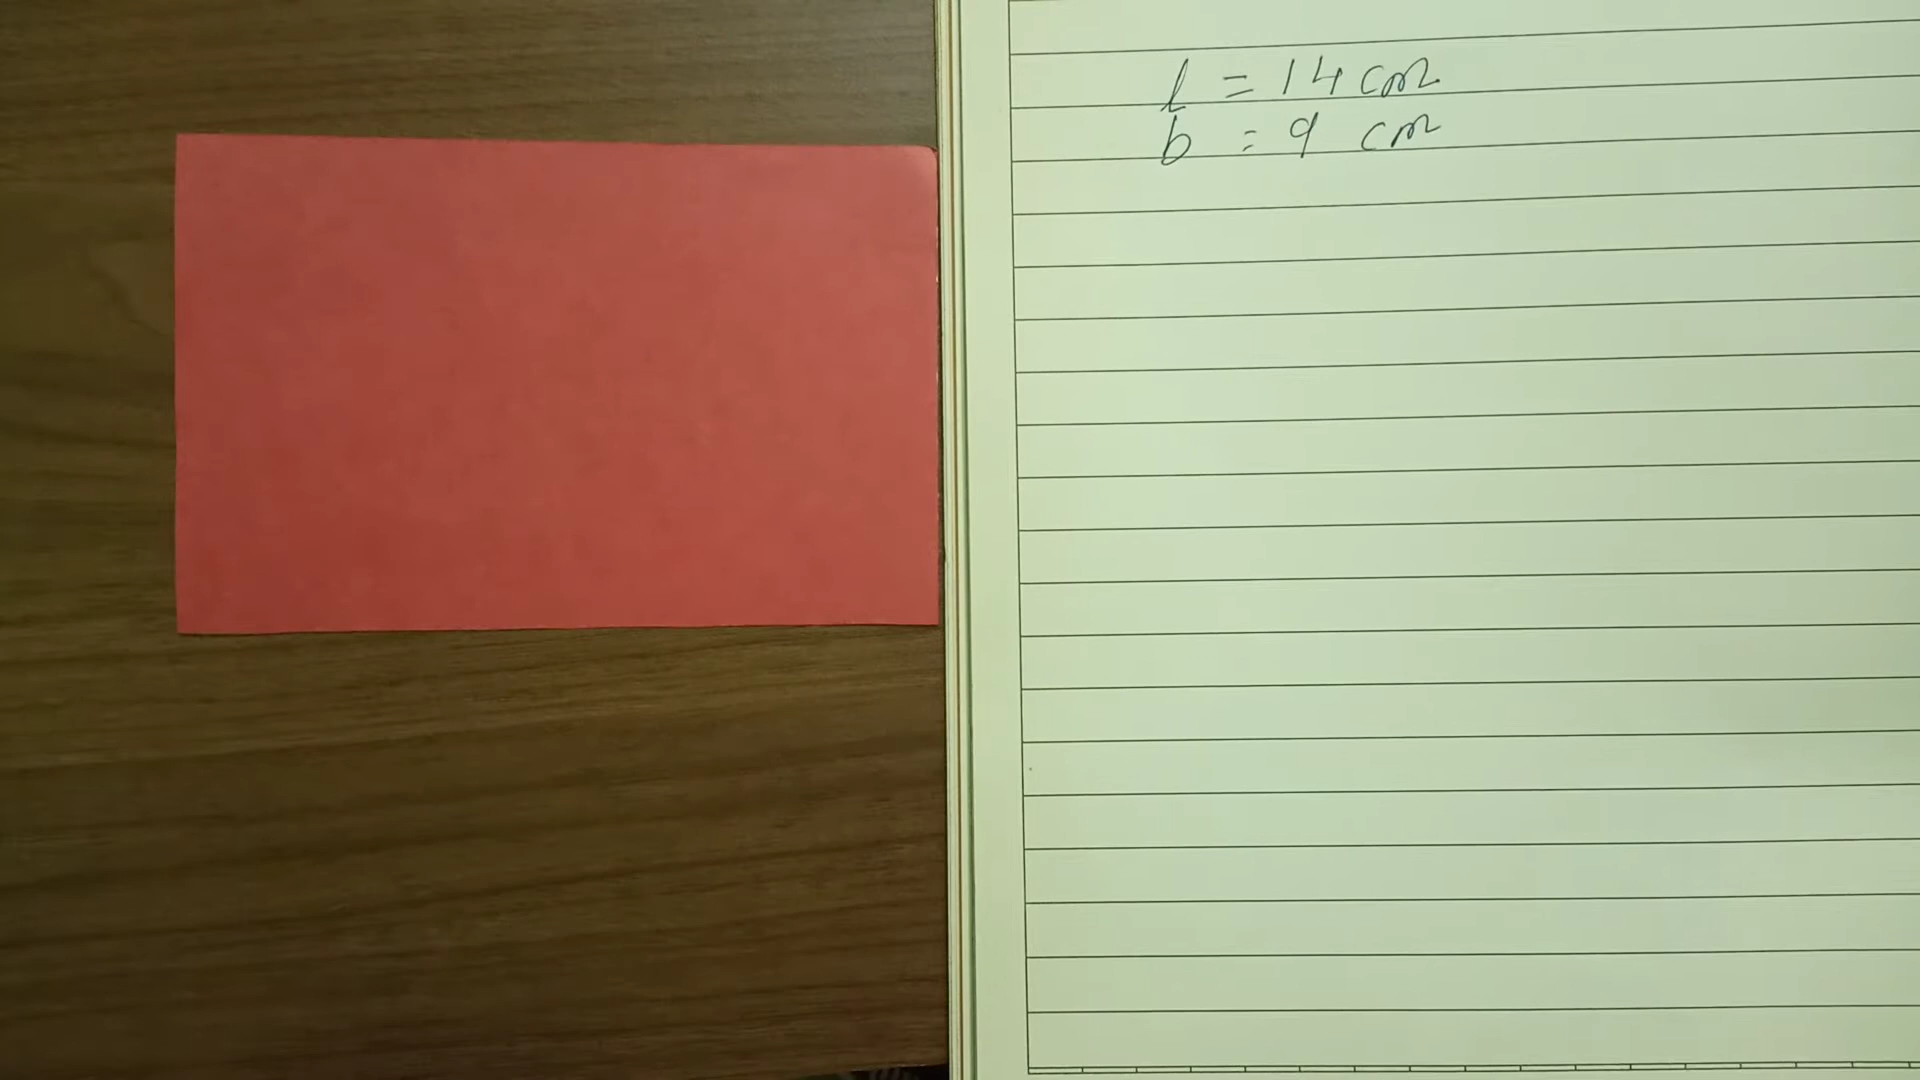 l = 14 cm
b = 9 cm